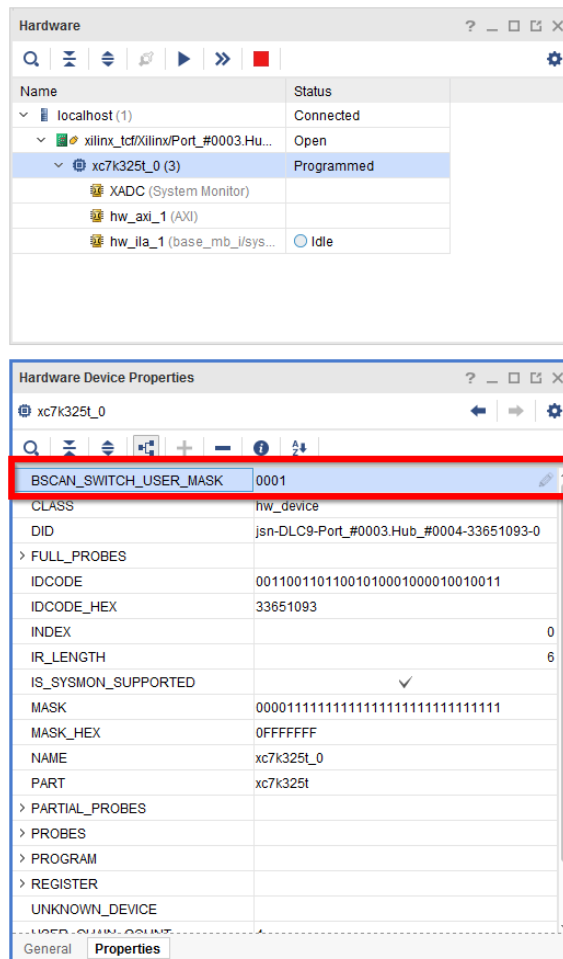 Hardware
Name Status
localhost (1) Connected
xilinx_tcf/Xilinx/Port_#0003.Hu... Open
xc7k325t_0 (3) Programmed
XADC (System Monitor)
hw_axi_1 (AXI)
hw_ila_1 (base_mb_i/sys... Idle
Hardware Device Properties
xc7k325t_0
BSCAN_SWITCH_USER_MASK 0001
CLASS hw_device
DID jsn-DLC9-Port_#0003.Hub_#0004-33651093-0
FULL_PROBES
IDCODE 00110011011001010001000010010011
IDCODE_HEX 33651093
INDEX 0
IR_LENGTH 6
IS_SYSMON_SUPPORTED
MASK 00001111111111111111111111111111
MASK_HEX 0FFFFFFF
NAME xc7k325t_0
PART xc7k325t
PARTIAL_PROBES
PROBES
PROGRAM
REGISTER
UNKNOWN_DEVICE
General Properties